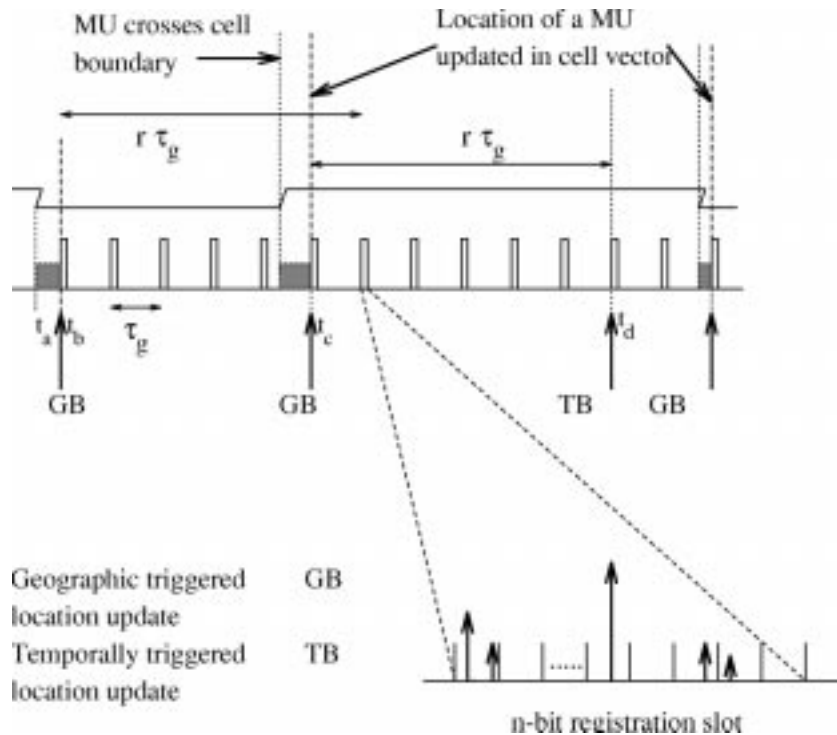 MU crosses cell
boundary
Location of a MU
updated in cell vector
r τg
r τg
ta
tb
τg
tc
td
GB
GB
TB
GB
Geographic triggered
location update
GB
Temporally triggered
location update
TB
......
n-bit registration slot